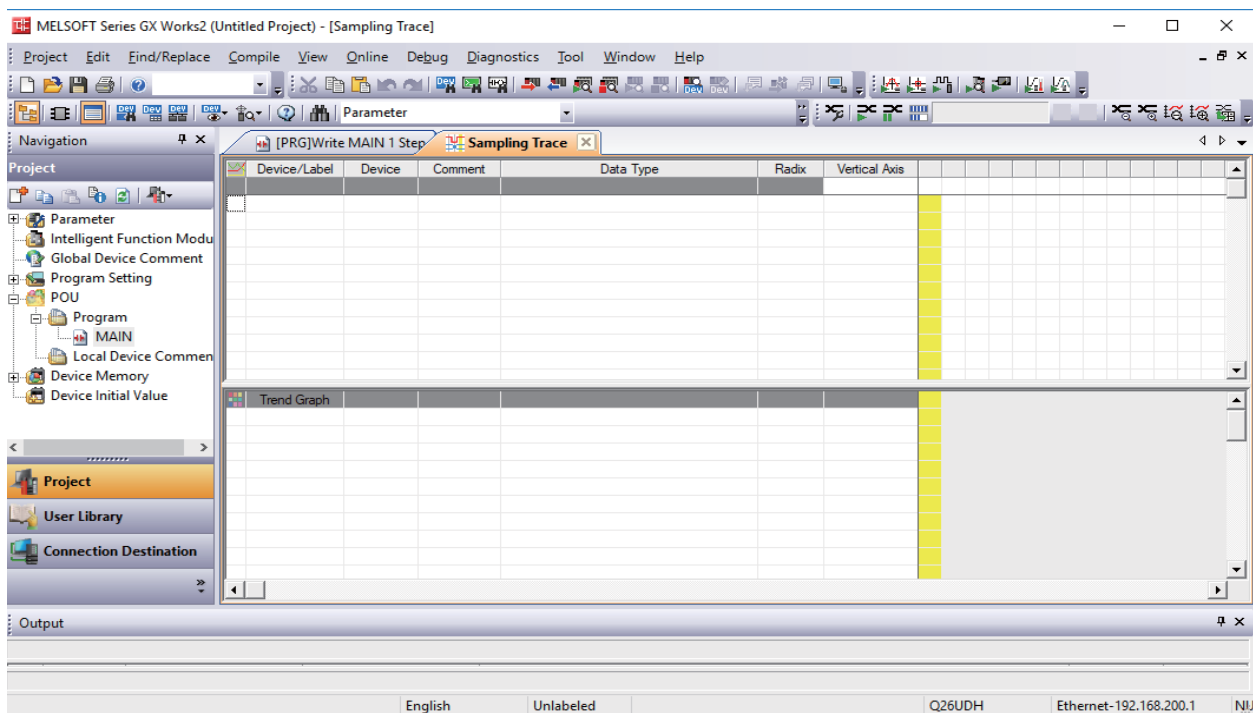 MELSOFT Series GX Works2 (Untitled Project) - [Sampling Trace]
Project Edit Find/Replace Compile View Online Debug Diagnostics Tool Window Help
Parameter
Navigation
[PRG]Write MAIN 1 Step
Sampling Trace
Project
Device/Label Device Comment Data Type Radix Vertical Axis
Parameter
Intelligent Function Modu
Global Device Comment
Program Setting
POU
Program
MAIN
Local Device Commen
Device Memory
Device Initial Value
Trend Graph
Project
User Library
Connection Destination
Output
English Unlabeled Q26UDH Ethernet-192.168.200.1